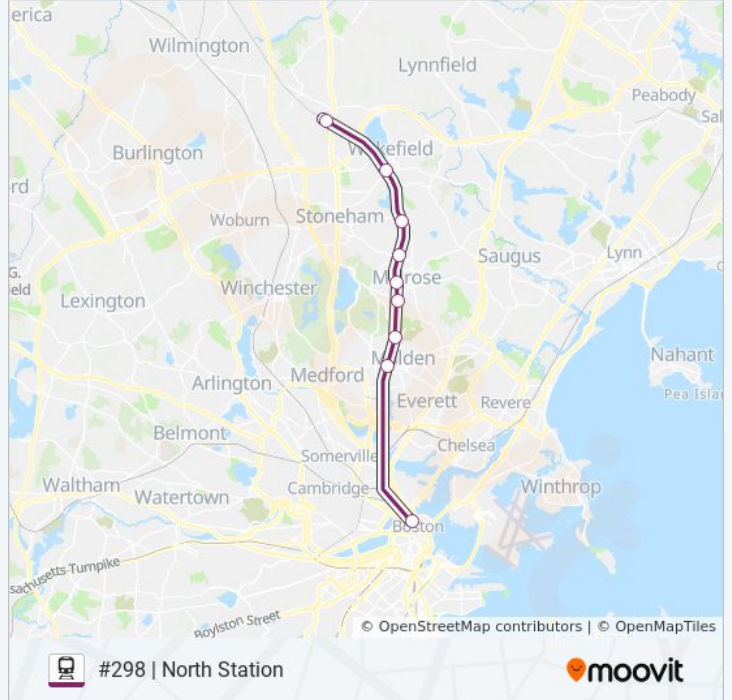 erica
Wilmington
Lynnfield
Peabody
Sal
Burlington
Wakefield
rd
Woburn
Stoneham
Saugus
Lynn
G.
eld
Winchester
Melrose
Lexington
Nahant
Arlington
Medford
Malden
Pea Islan
Everett
Revere
Belmont
Chelsea
Somerville
Waltham
Watertown
Cambridge
Winthrop
Boston
sachusetts Turnpike
Boylston Street
© OpenStreetMap contributors | © OpenMapTiles
#298 | North Station
moovit